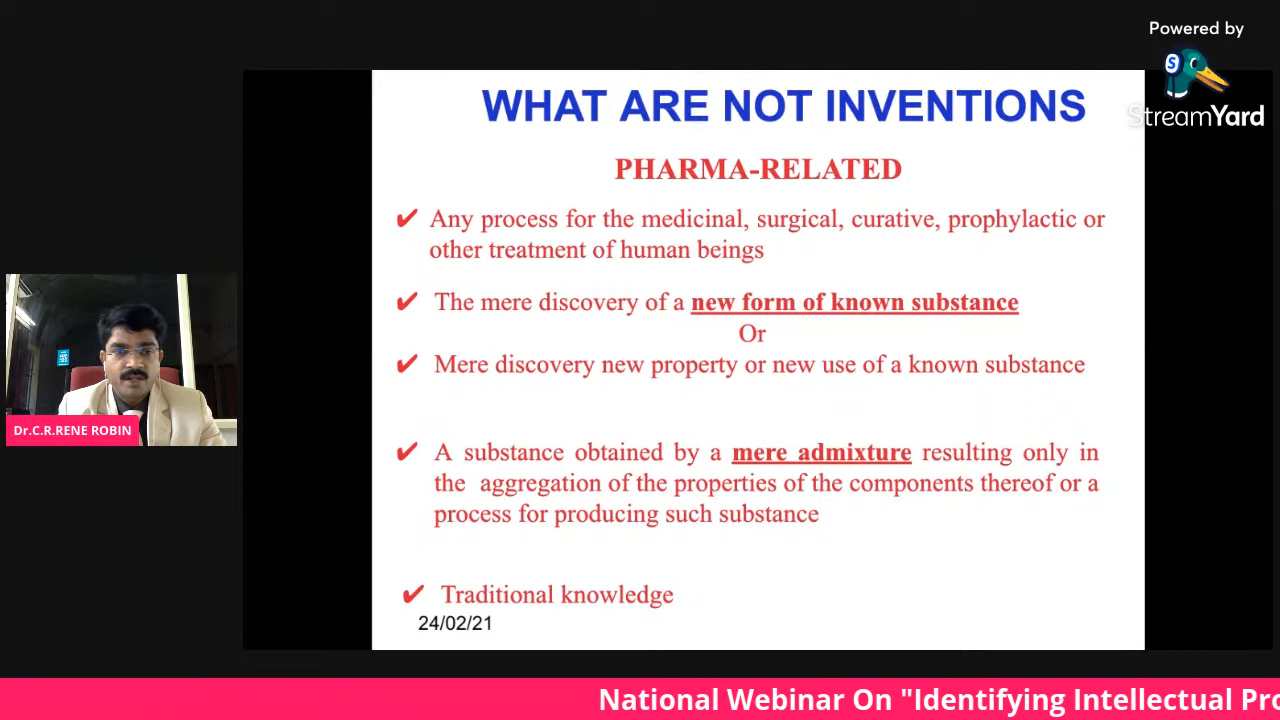 Powered by
StreamYard
WHAT ARE NOT INVENTIONS
PHARMA-RELATED
✔ Any process for the medicinal, surgical, curative, prophylactic or
other treatment of human beings
✔ The mere discovery of a new form of known substance
Or
✔ Mere discovery new property or new use of a known substance
✔ A substance obtained by a mere admixture resulting only in
the aggregation of the properties of the components thereof or a
process for producing such substance
✔ Traditional knowledge
24/02/21
Dr.C.R.RENE ROBIN
National Webinar On "Identifying Intellectual Pro